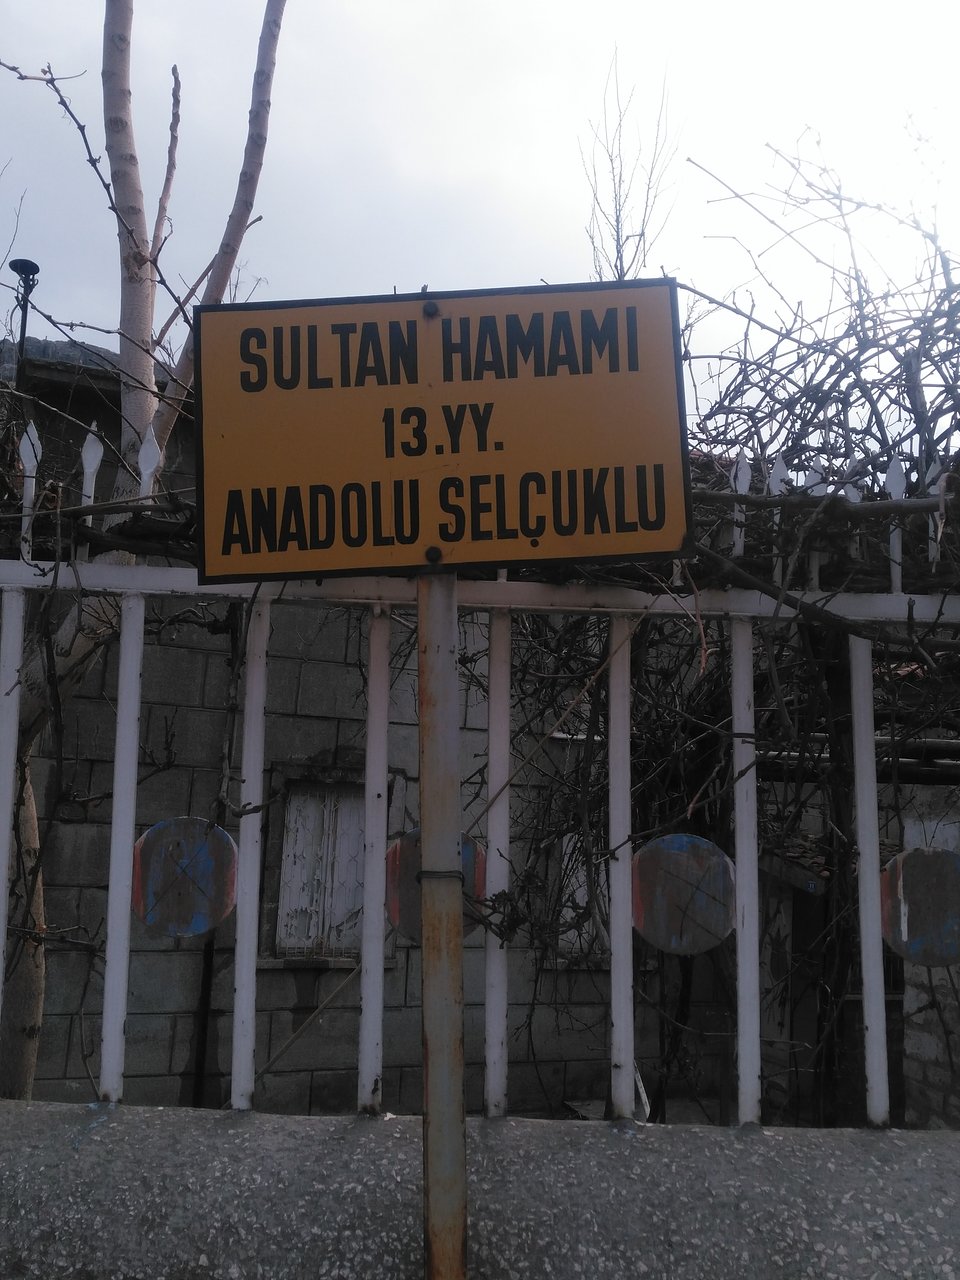 SULTAN HAMAMI
13.YY.
ANADOLU SELÇUKLU